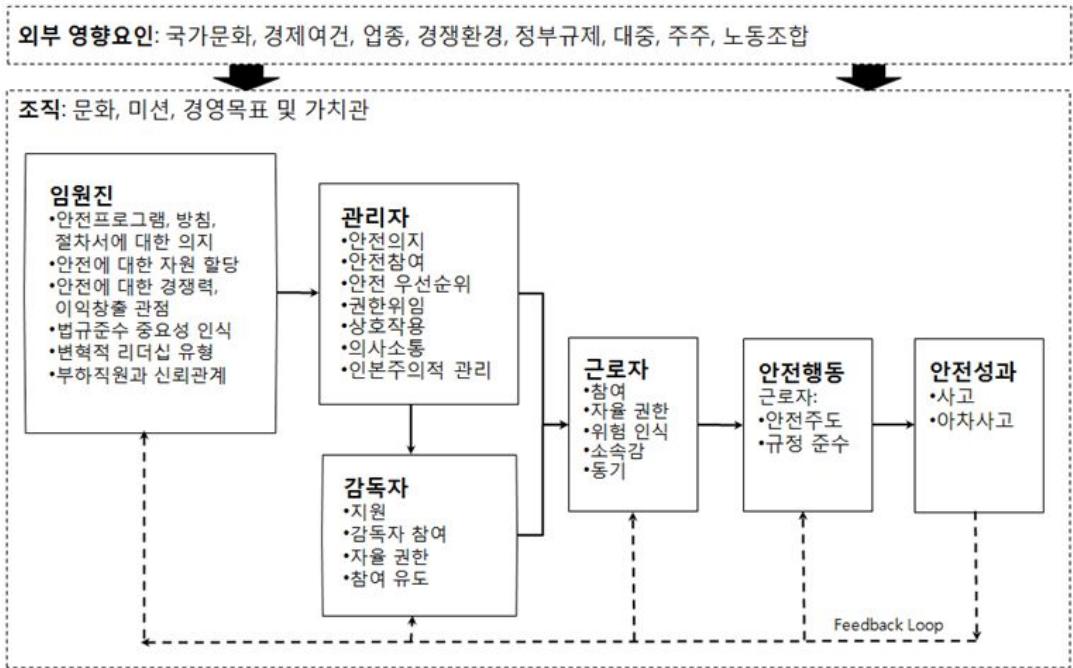 외부 영향요인: 국가문화, 경제여건, 업종, 경쟁환경, 정부규제, 대중, 주주, 노동조합
조직: 문화, 미션, 경영목표 및 가치관
임원진
•안전프로그램, 방침,
절차서에 대한 의지
•안전에 대한 자원 할당
•안전에 대한 경쟁력,
이익창출 관점
•법규준수 중요성 인식
•변혁적 리더십 유형
•부하직원과 신뢰관계
관리자
•안전의지
•안전참여
•안전 우선순위
•권한위임
•상호작용
•의사소통
•인본주의적 관리
감독자
•지원
•감독자 참여
•자율 권한
•참여 유도
근로자
•참여
•자율 권한
•위험 인식
•소속감
•동기
안전행동
근로자:
•안전주도
•규정 준수
안전성과
•사고
•아차사고
Feedback Loop